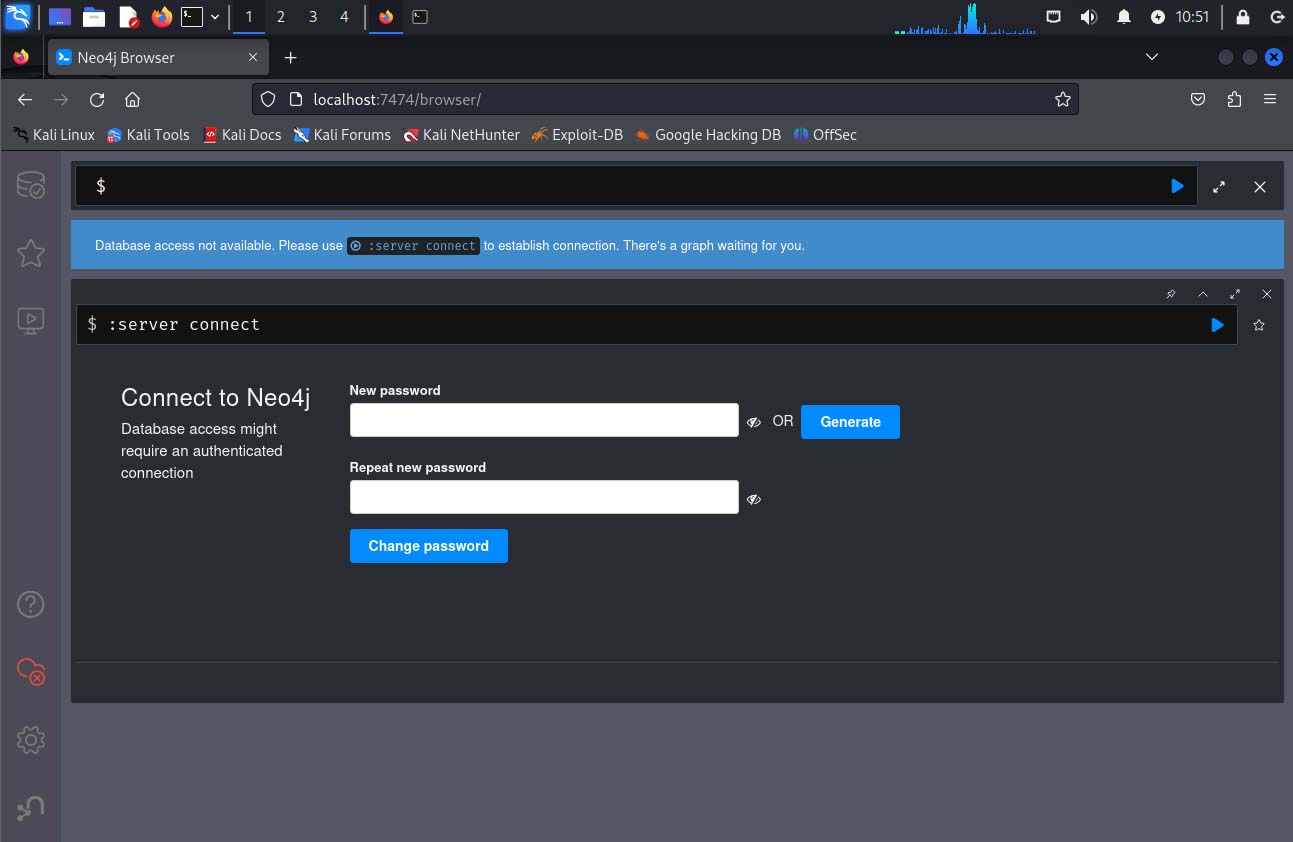 1 2 3 4 10:51
Neo4j Browser
localhost:7474/browser/
Kali Linux Kali Tools Kali Docs Kali Forums Kali NetHunter Exploit-DB Google Hacking DB OffSec
$
Database access not available. Please use :server connect to establish connection. There's a graph waiting for you.
$ :server connect
Connect to Neo4j
Database access might
require an authenticated
connection
New password
OR Generate
Repeat new password
Change password